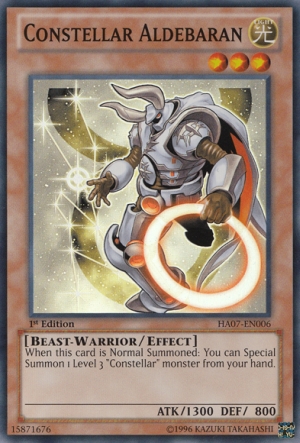 CONSTELLAR ALDEBARAN
LIGHT
光
1st Edition
HA07-EN006
[BEAST-WARRIOR/EFFECT]
When this card is Normal Summoned: You can Special
Summon 1 Level 3 "Constellar" monster from your hand.
ATK/1300 DEF/ 800
15871676
©1996 KAZUKI TAKAHASHI